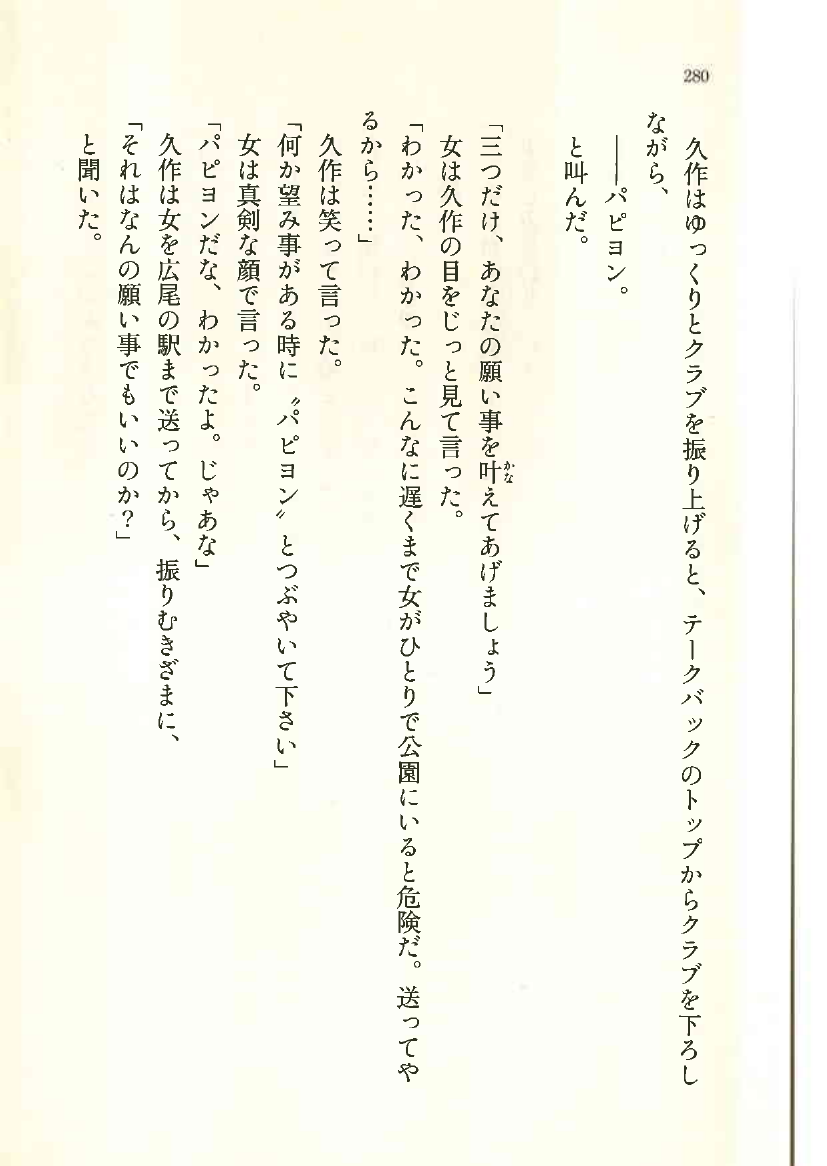 280
久作はゆっくりとクラブを振り上げると、テークバックのトップからクラブを下ろし
ながら、
――パピヨン。
と叫んだ。
「三つだけ、あなたの願い事を叶えてあげましょう」
かな
女は久作の目をじっと見て言った。
「わかった、わかった。こんなに遅くまで女がひとりで公園にいると危険だ。送ってや
るから……」
久作は笑って言った。
「何か望み事がある時に〝パピヨン〟とつぶやいて下さい」
女は真剣な顔で言った。
「パピヨンだな、わかったよ。じゃあな」
久作は女を広尾の駅まで送ってから、振りむきざまに、
「それはなんの願い事でもいいのか?」
と聞いた。